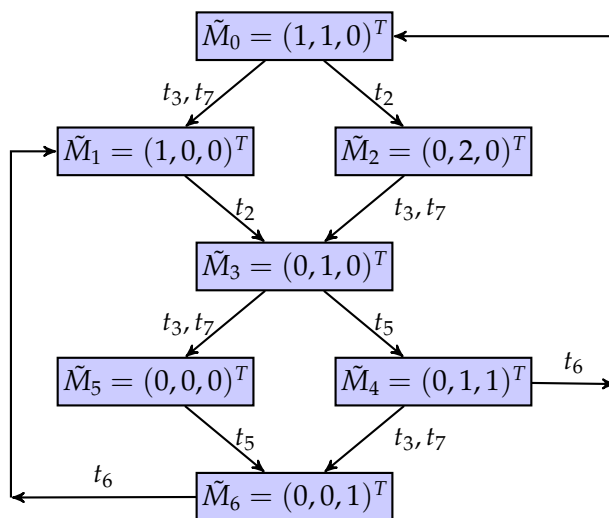 M̃₀ = (1, 1, 0)ᵀ
t₃, t₇
t₂
M̃₁ = (1, 0, 0)ᵀ
M̃₂ = (0, 2, 0)ᵀ
t₂
t₃, t₇
M̃₃ = (0, 1, 0)ᵀ
t₃, t₇
t₅
M̃₅ = (0, 0, 0)ᵀ
M̃₄ = (0, 1, 1)ᵀ
t₆
t₅
t₃, t₇
t₆
M̃₆ = (0, 0, 1)ᵀ